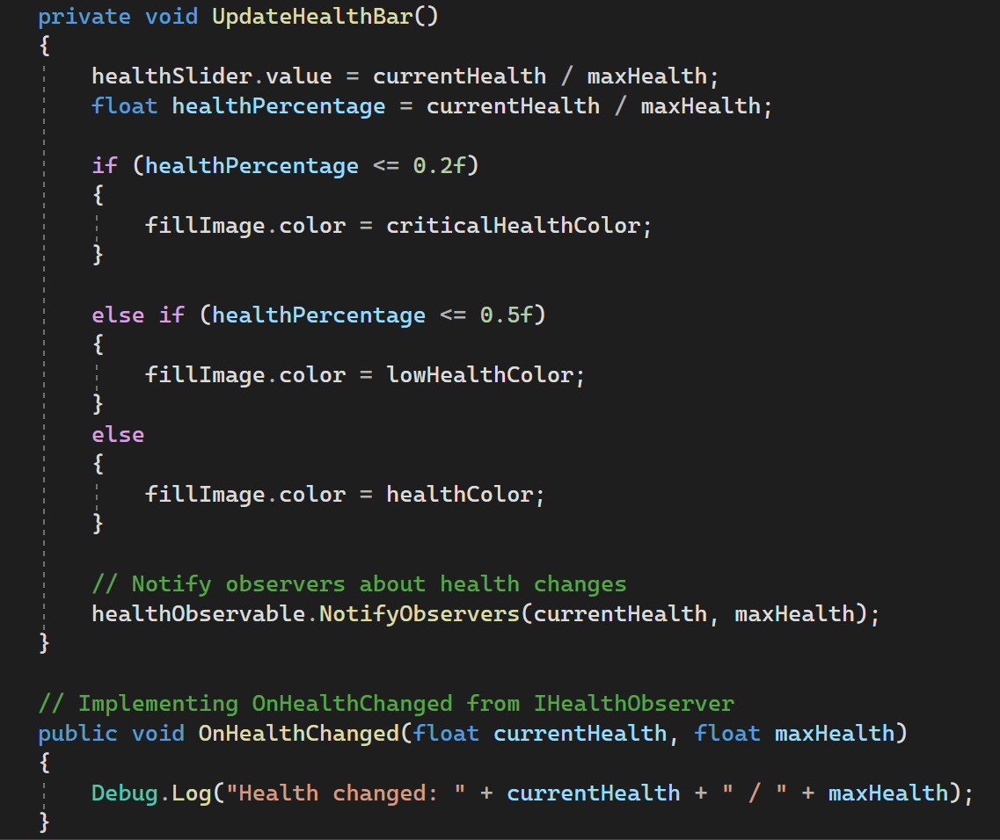 private void UpdateHealthBar()
{
healthSlider.value = currentHealth / maxHealth;
float healthPercentage = currentHealth / maxHealth;
if (healthPercentage <= 0.2f)
{
fillImage.color = criticalHealthColor;
}
else if (healthPercentage <= 0.5f)
{
fillImage.color = lowHealthColor;
}
else
{
fillImage.color = healthColor;
}
// Notify observers about health changes
healthObservable.NotifyObservers(currentHealth, maxHealth);
}
// Implementing OnHealthChanged from IHealthObserver
public void OnHealthChanged(float currentHealth, float maxHealth)
{
Debug.Log("Health changed: " + currentHealth + " / " + maxHealth);
}